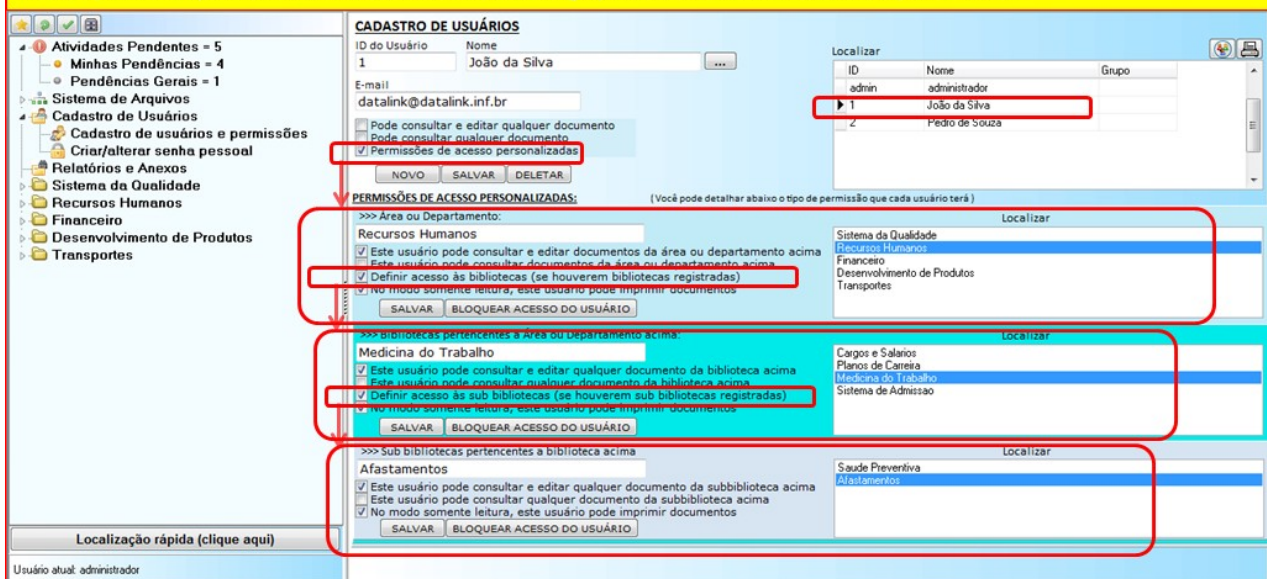 Atividades Pendentes = 5
Minhas Pendências = 4
Pendências Gerais = 1
Sistema de Arquivos
Cadastro de Usuários
Cadastro de usuários e permissões
Criar/alterar senha pessoal
Relatórios e Anexos
Sistema da Qualidade
Recursos Humanos
Financeiro
Desenvolvimento de Produtos
Transportes
Localização rápida (clique aqui)
Usuário atual: administrador
CADASTRO DE USUÁRIOS
ID do Usuário Nome
1 João da Silva ...
E-mail
datalink@datalink.inf.br
Pode consultar e editar qualquer documento
Pode consultar qualquer documento
Permissões de acesso personalizadas
NOVO SALVAR DELETAR
Localizar
ID Nome Grupo
admin administrador
1 João da Silva
2 Pedro de Souza
PERMISSÕES DE ACESSO PERSONALIZADAS: (Você pode detalhar abaixo o tipo de permissão que cada usuário terá)
>>> Área ou Departamento:
Recursos Humanos
Este usuário pode consultar e editar documentos da área ou departamento acima
Este usuário pode consultar documentos da área ou departamento acima
Definir acesso às bibliotecas (se houverem bibliotecas registradas)
No modo somente leitura, este usuário pode imprimir documentos
SALVAR BLOQUEAR ACESSO DO USUÁRIO
Localizar
Sistema da Qualidade
Recursos Humanos
Financeiro
Desenvolvimento de Produtos
Transportes
>>> Bibliotecas pertencentes a Área ou Departamento acima:
Medicina do Trabalho
Este usuário pode consultar e editar qualquer documento da biblioteca acima
Este usuário pode consultar qualquer documento da biblioteca acima
Definir acesso às sub bibliotecas (se houverem sub bibliotecas registradas)
No modo somente leitura, este usuário pode imprimir documentos
SALVAR BLOQUEAR ACESSO DO USUÁRIO
Localizar
Cargos e Salarios
Planos de Carreira
Medicina do Trabalho
Sistema de Admissao
>>> Sub bibliotecas pertencentes a biblioteca acima
Afastamentos
Este usuário pode consultar e editar qualquer documento da subbiblioteca acima
Este usuário pode consultar qualquer documento da subbiblioteca acima
No modo somente leitura, este usuário pode imprimir documentos
SALVAR BLOQUEAR ACESSO DO USUÁRIO
Localizar
Saude Preventiva
Afastamentos